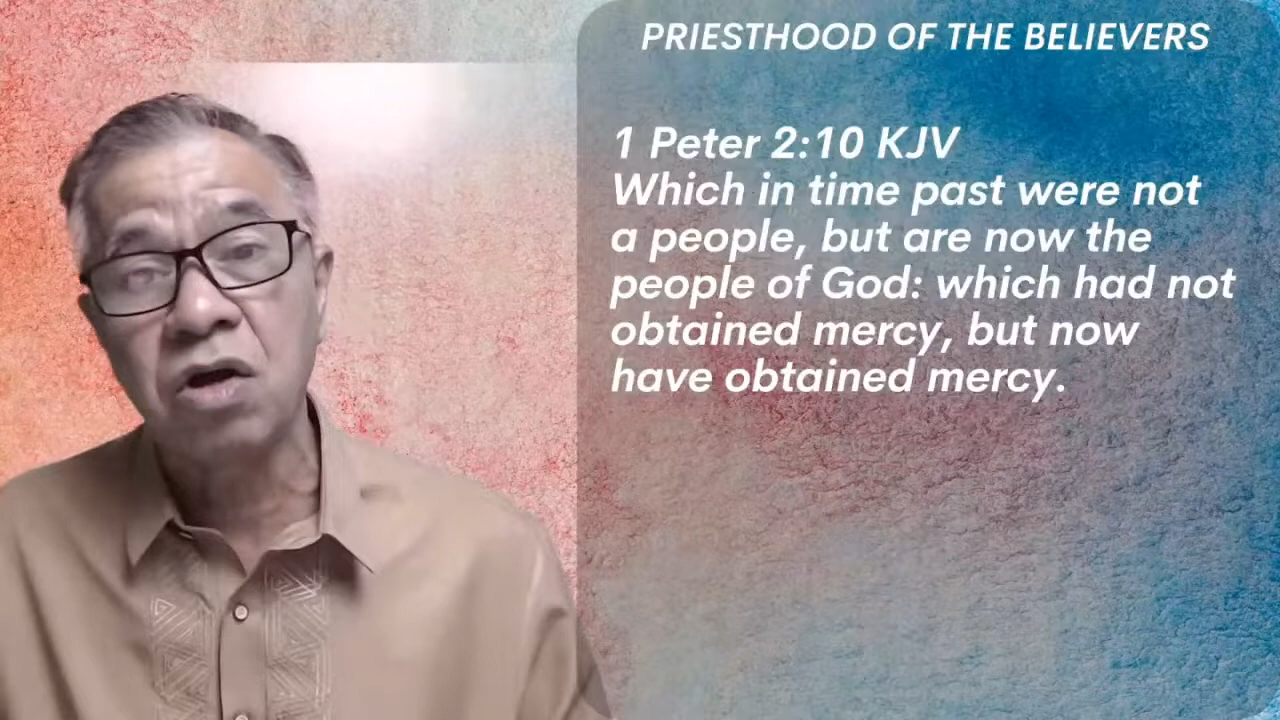 PRIESTHOOD OF THE BELIEVERS
1 Peter 2:10 KJV
Which in time past were not
a people, but are now the
people of God: which had not
obtained mercy, but now
have obtained mercy.